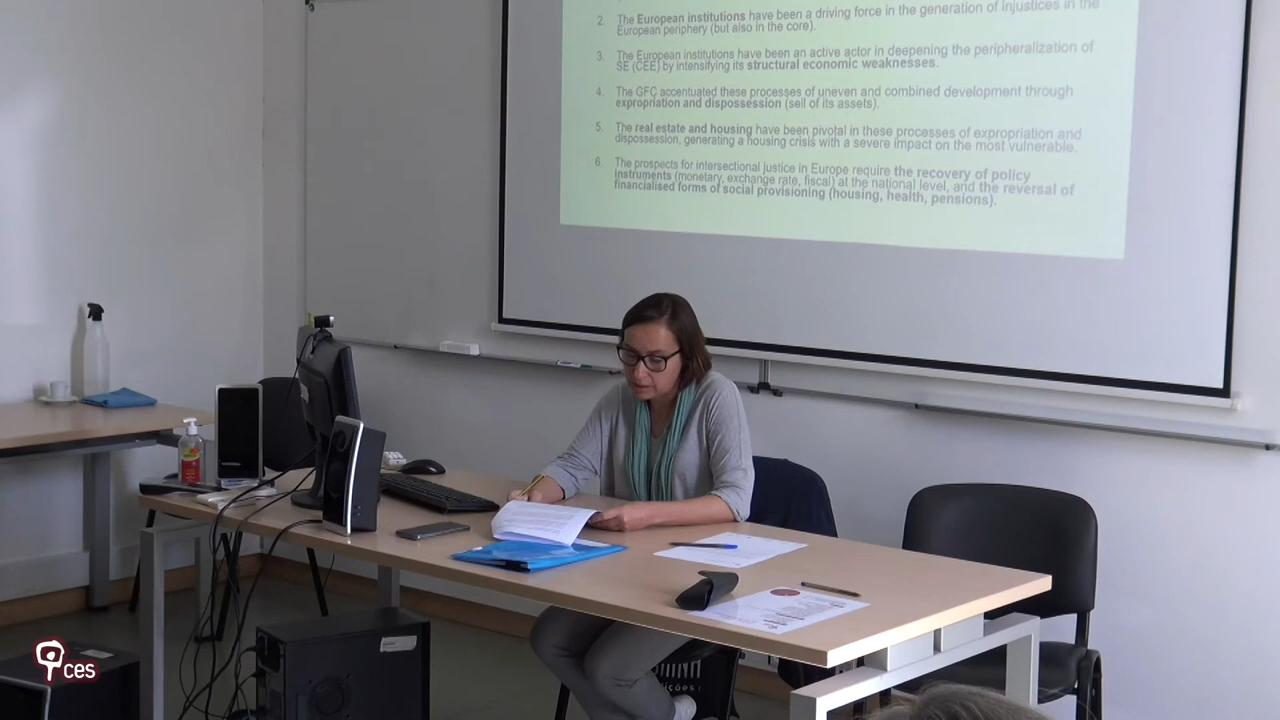 2. The European institutions have been a driving force in the generation of injustices in the
European periphery (but also in the core).
3. The European institutions have been an active actor in deepening the peripheralization of
SE (CEE) by intensifying its structural economic weaknesses.
4. The GFC accentuated these processes of uneven and combined development through
expropriation and dispossession (sell of its assets).
5. The real estate and housing have been pivotal in these processes of expropriation and
dispossession, generating a housing crisis with a severe impact on the most vulnerable.
6 The prospects for intersectional justice in Europe require the recovery of policy
instruments (monetary, exchange rate, fiscal) at the national level, and the reversal of
financialised forms of social provisioning (housing, health, pensions).
ces